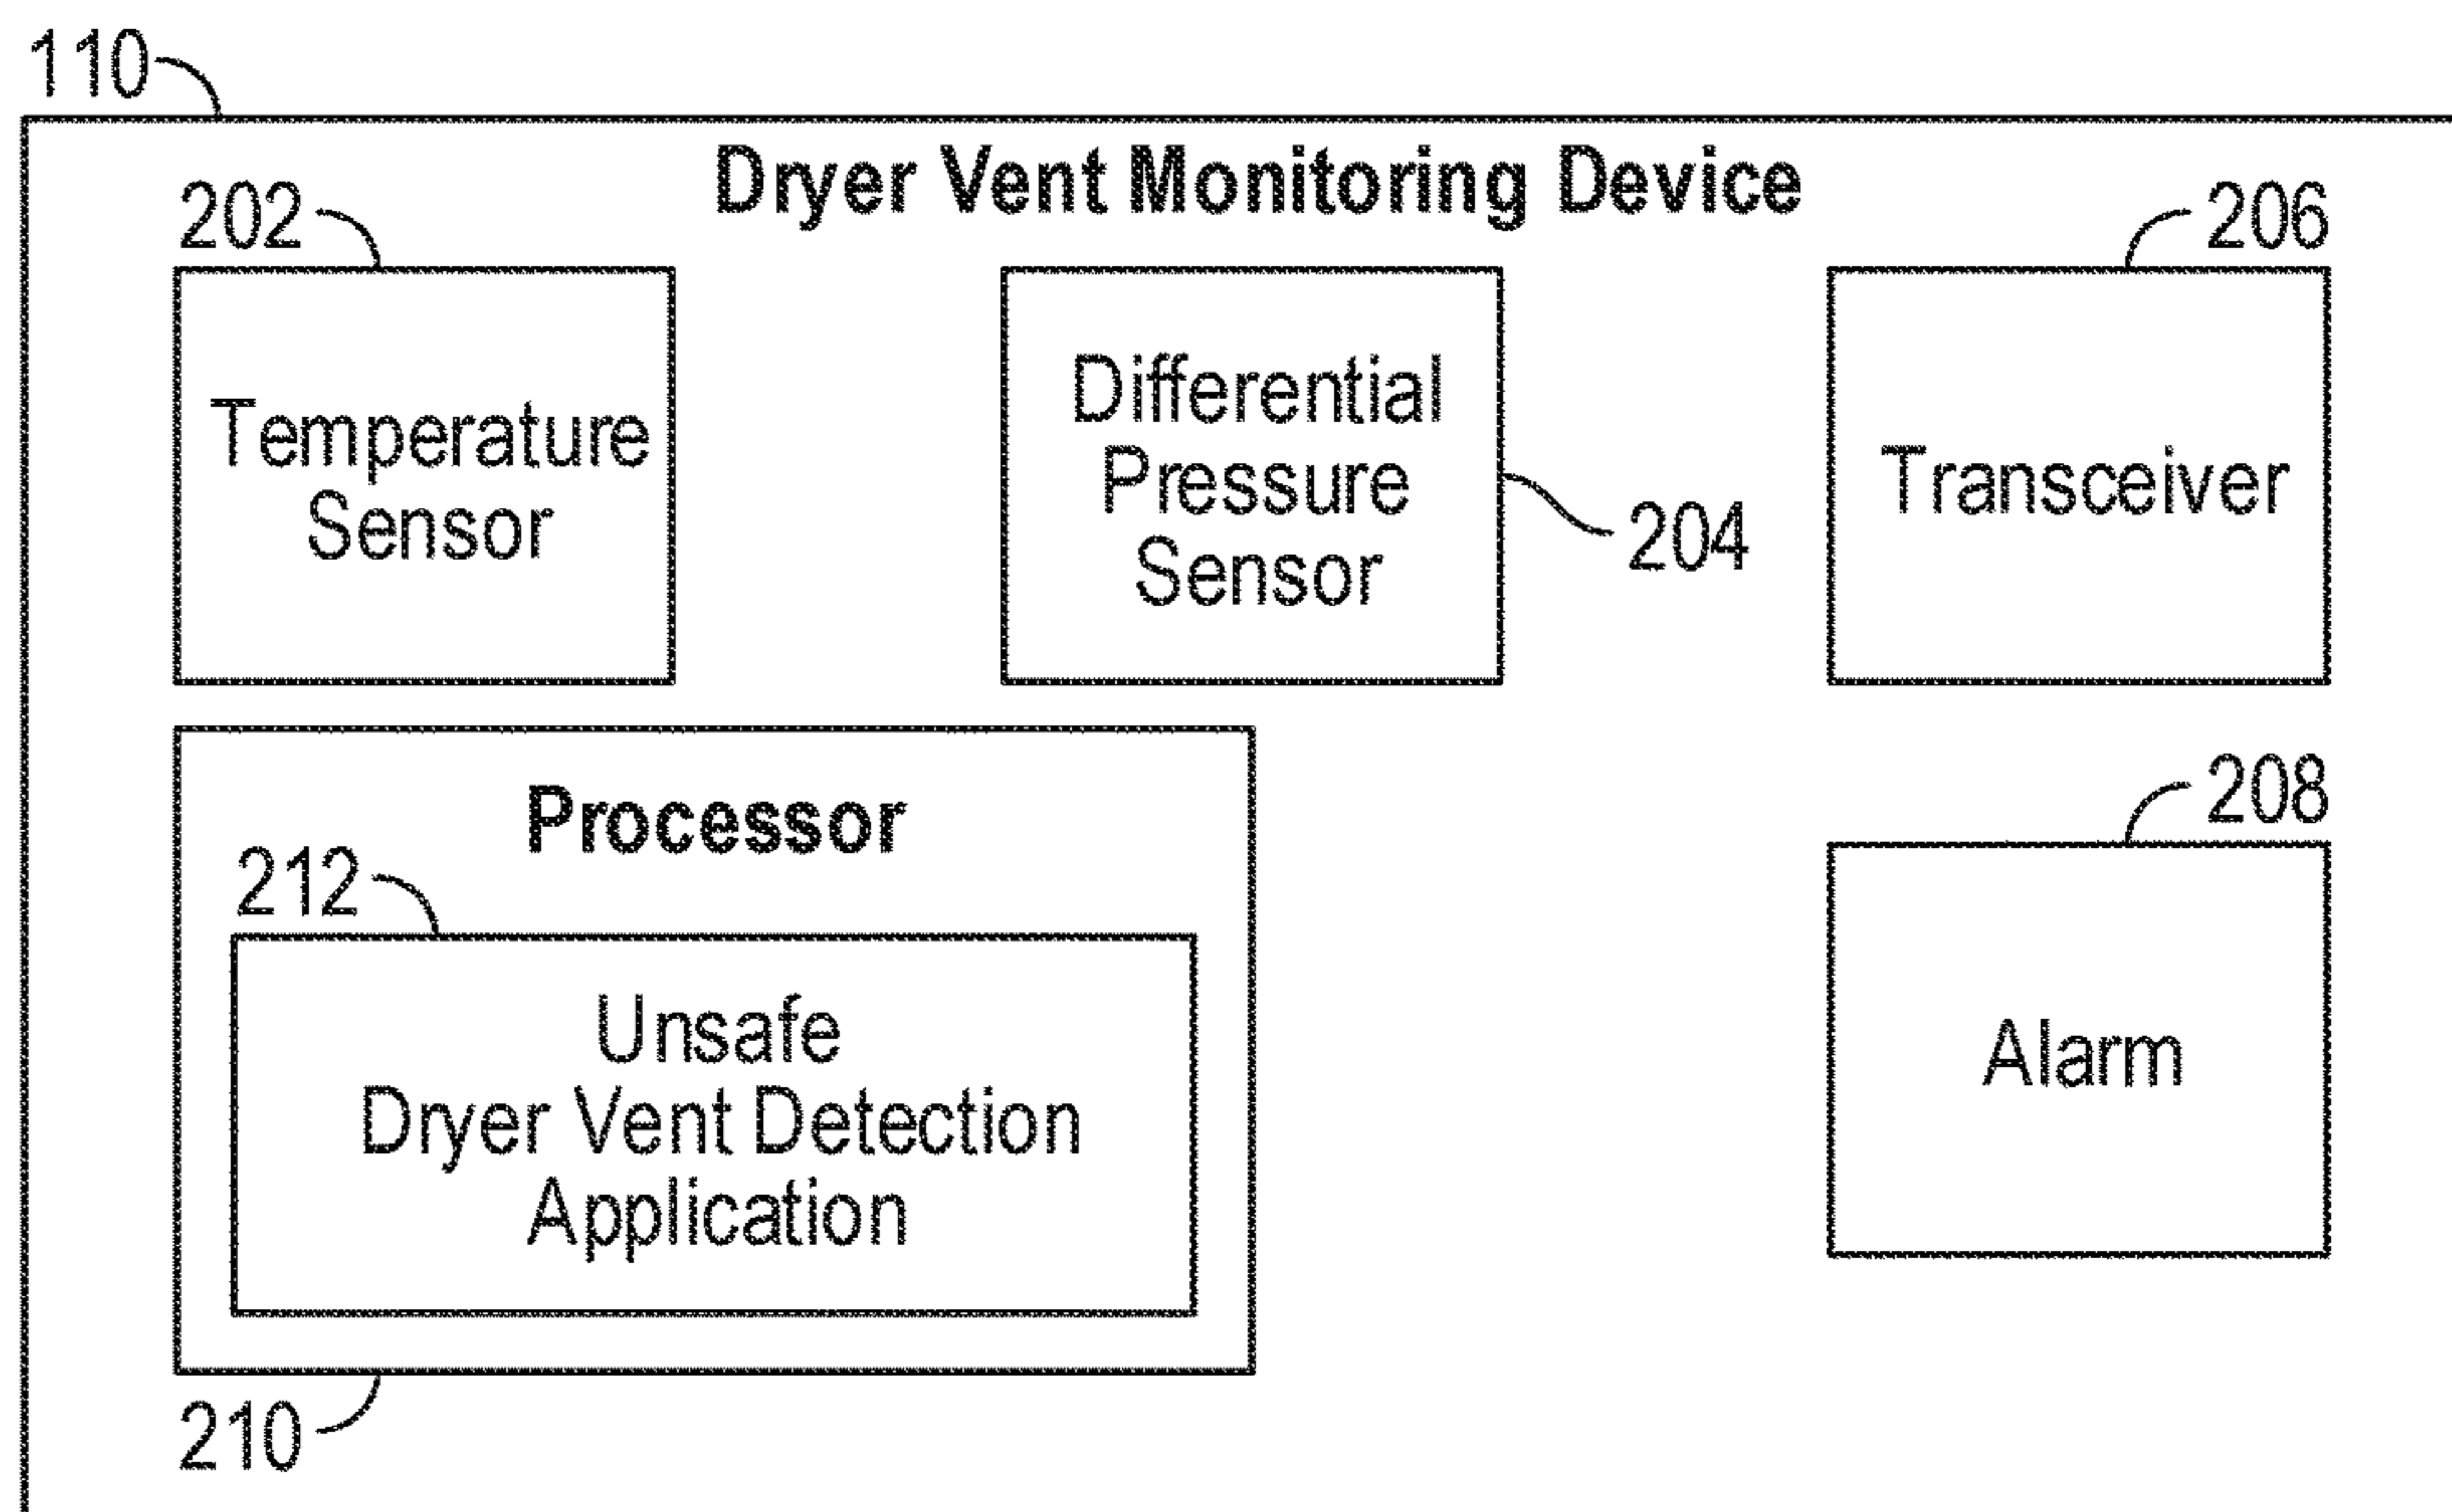 110
Dryer Vent Monitoring Device
202
206
Temperature
Sensor
Differential
Pressure
Sensor
204
Transceiver
Processor
212
Unsafe
Dryer Vent Detection
Application
210
208
Alarm